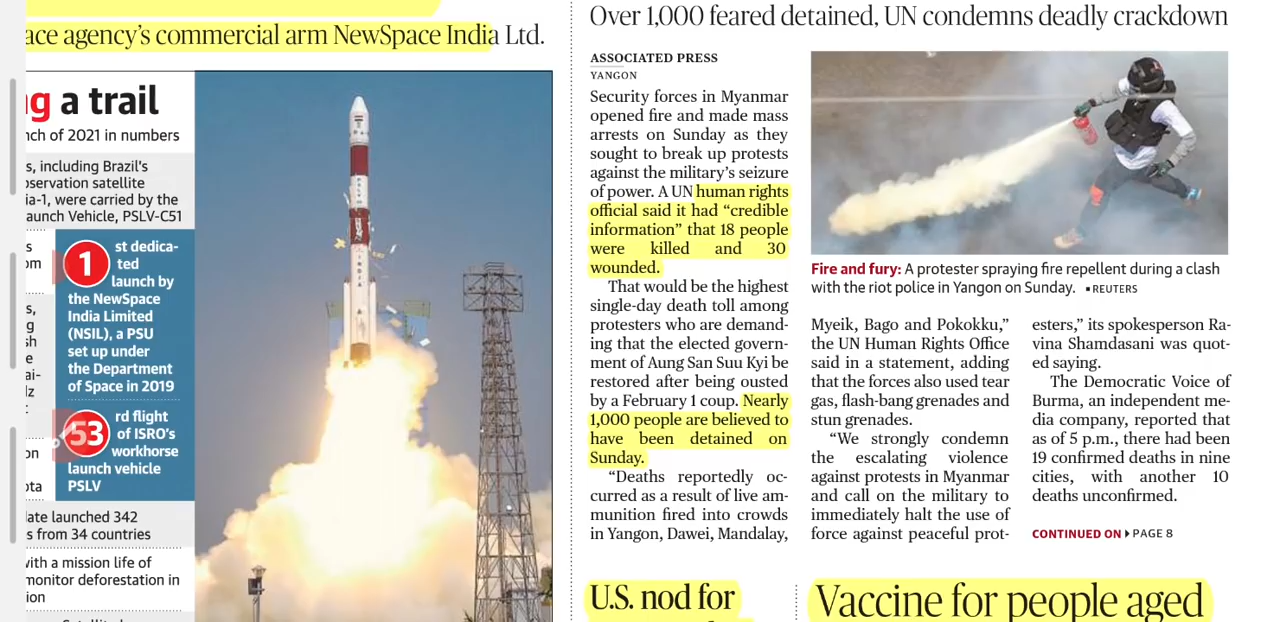 ace agency's commercial arm NewSpace India Ltd.
ng a trail
nch of 2021 in numbers
s, including Brazil's
bservation satellite
ia-1, were carried by the
aunch Vehicle, PSLV-C51
s
om
1
st dedica-
ted
launch by
the NewSpace
India Limited
(NSIL), a PSU
set up under
the Department
of Space in 2019
s,
g
sh
e
ai-
dz
53
rd flight
of ISRO's
workhorse
launch vehicle
PSLV
on
ota
late launched 342
s from 34 countries
with a mission life of
monitor deforestation in
ion
INDIA
Over 1,000 feared detained, UN condemns deadly crackdown
ASSOCIATED PRESS
YANGON
Security forces in Myanmar
opened fire and made mass
arrests on Sunday as they
sought to break up protests
against the military's seizure
of power. A UN human rights
official said it had “credible
information” that 18 people
were killed and 30
wounded.
That would be the highest
single-day death toll among
protesters who are demand-
ing that the elected govern-
ment of Aung San Suu Kyi be
restored after being ousted
by a February 1 coup. Nearly
1,000 people are believed to
have been detained on
Sunday.
“Deaths reportedly oc-
curred as a result of live am-
munition fired into crowds
in Yangon, Dawei, Mandalay,
Fire and fury: A protester spraying fire repellent during a clash
with the riot police in Yangon on Sunday. ▪ REUTERS
Myeik, Bago and Pokokku,”
the UN Human Rights Office
said in a statement, adding
that the forces also used tear
gas, flash-bang grenades and
stun grenades.
“We strongly condemn
the escalating violence
against protests in Myanmar
and call on the military to
immediately halt the use of
force against peaceful prot-
esters,” its spokesperson Ra-
vina Shamdasani was quot-
ed saying.
The Democratic Voice of
Burma, an independent me-
dia company, reported that
as of 5 p.m., there had been
19 confirmed deaths in nine
cities, with another 10
deaths unconfirmed.
CONTINUED ON ▸ PAGE 8
U.S. nod for
Vaccine for people aged